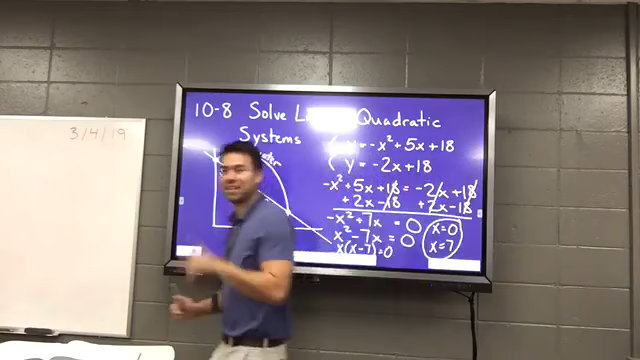 3/4/19
10-8 Solve Quadratic
Systems
y = -x² + 5x + 18
y = -2x + 18
-x² + 5x + 18 = -2x + 18
+ 2x - 18 + 2x - 18
-x² + 7x = 0
x² - 7x = 0
x(x-7) = 0
x = 0
x = 7